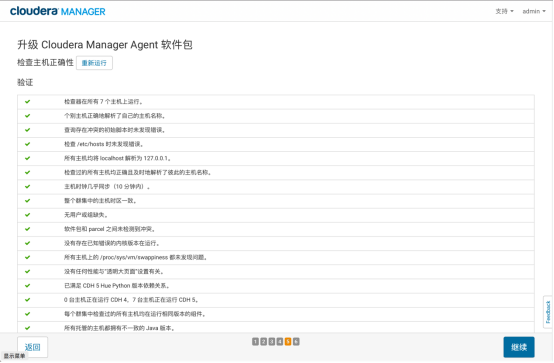 cloudera MANAGER
支持 admin
升级 Cloudera Manager Agent 软件包
检查主机正确性 重新运行
验证
检查器在所有 7 个主机上运行。
个别主机正确地解析了自己的主机名称。
查询存在冲突的初始脚本时未发现错误。
检查 /etc/hosts 时未发现错误。
所有主机均将 localhost 解析为 127.0.0.1。
检查过的所有主机均正确且及时地解析了彼此的主机名称。
主机时钟几乎同步（10 分钟内）。
整个群集中的主机时区一致。
无用户或组缺失。
软件包和 parcel 之间未检测到冲突。
没有存在已知错误的内核版本在运行。
所有主机上的 /proc/sys/vm/swappiness 都未发现问题。
没有任何性能与“透明大页面”设置有关。
已满足 CDH 5 Hue Python 版本依赖关系。
0 台主机正在运行 CDH 4，7 台主机正在运行 CDH 5。
每个群集中检查过的所有主机均在运行相同版本的组件。
所有托管的主机都拥有不一致的 Java 版本。
Feedback
返回 1 2 3 4 5 6 继续
显示菜单